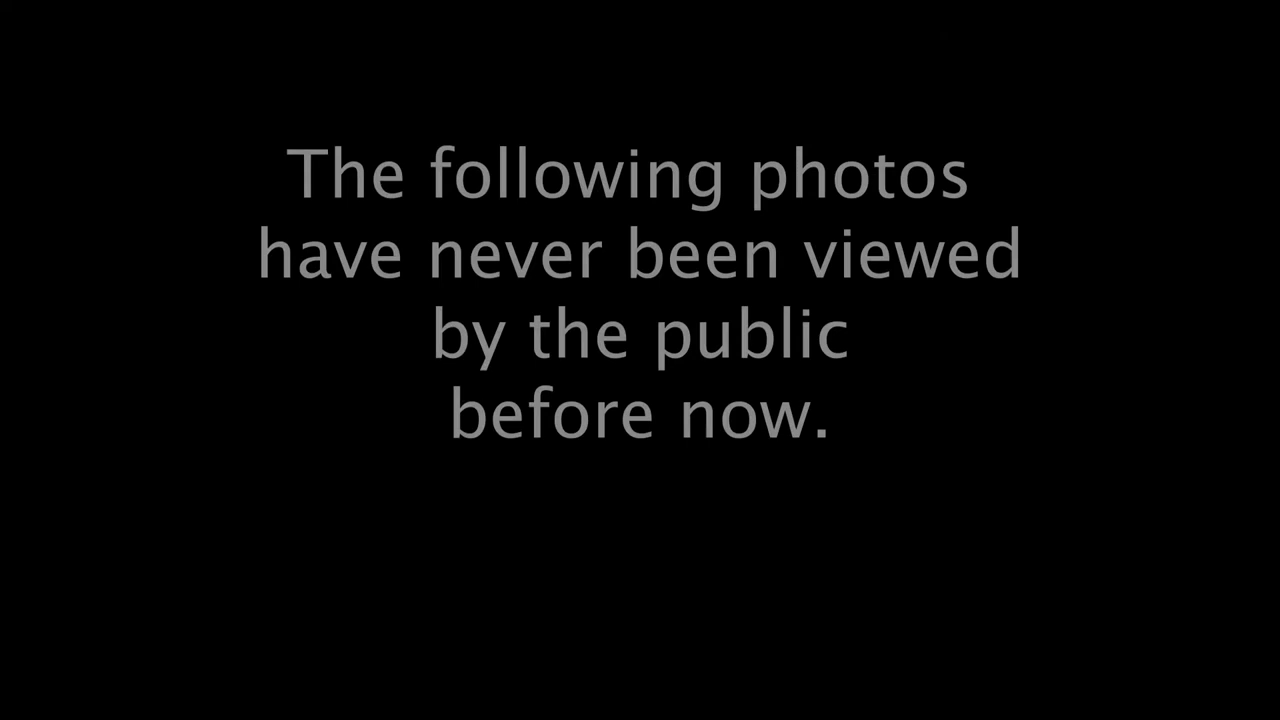 The following photos
have never been viewed
by the public
before now.